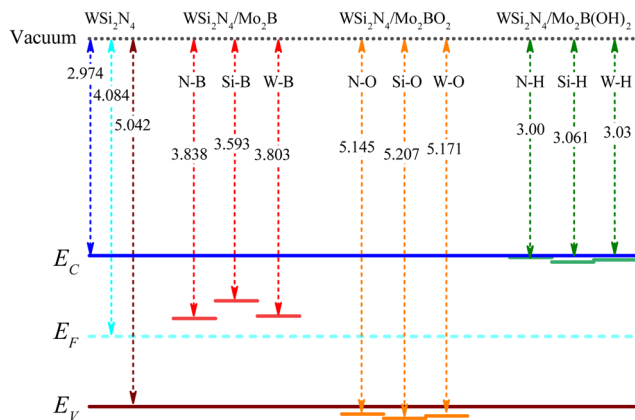 WSi2N4 WSi2N4/Mo2B WSi2N4/Mo2BO2 WSi2N4/Mo2B(OH)2
Vacuum
2.974
4.084
5.042
N-B Si-B W-B
3.838 3.593 3.803
N-O Si-O W-O
5.145 5.207 5.171
N-H Si-H W-H
3.00 3.061 3.03
EC
EF
EV